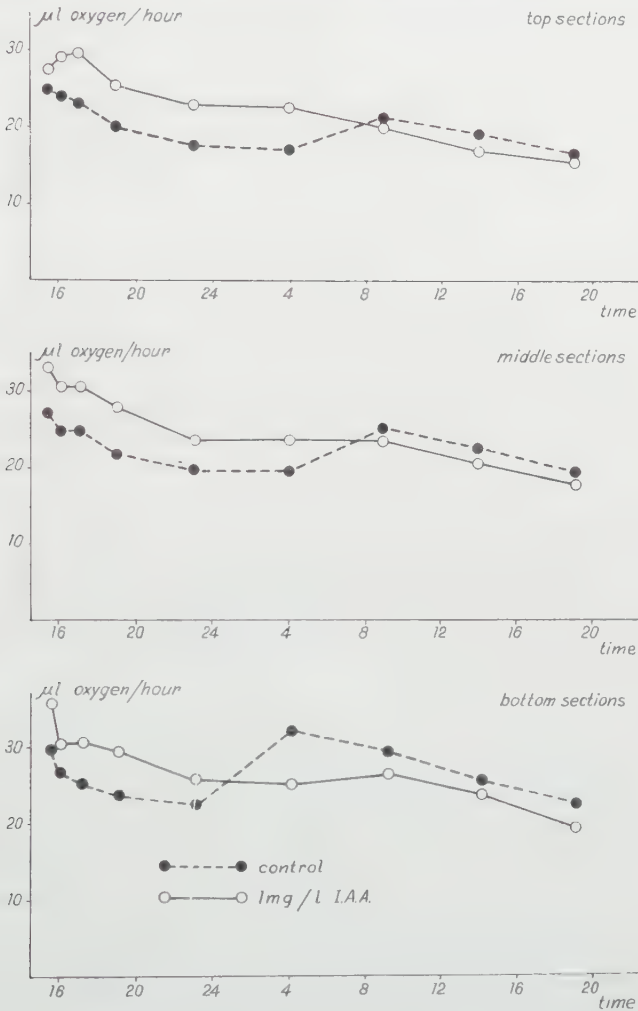 μl oxygen/hour
top sections
30
20
10
16 20 24 4 8 12 16 20
time
μl oxygen/hour
middle sections
30
20
10
16 20 24 4 8 12 16 20
time
μl oxygen/hour
bottom sections
30
20
10
control
1mg/l I.A.A.
16 20 24 4 8 12 16 20
time